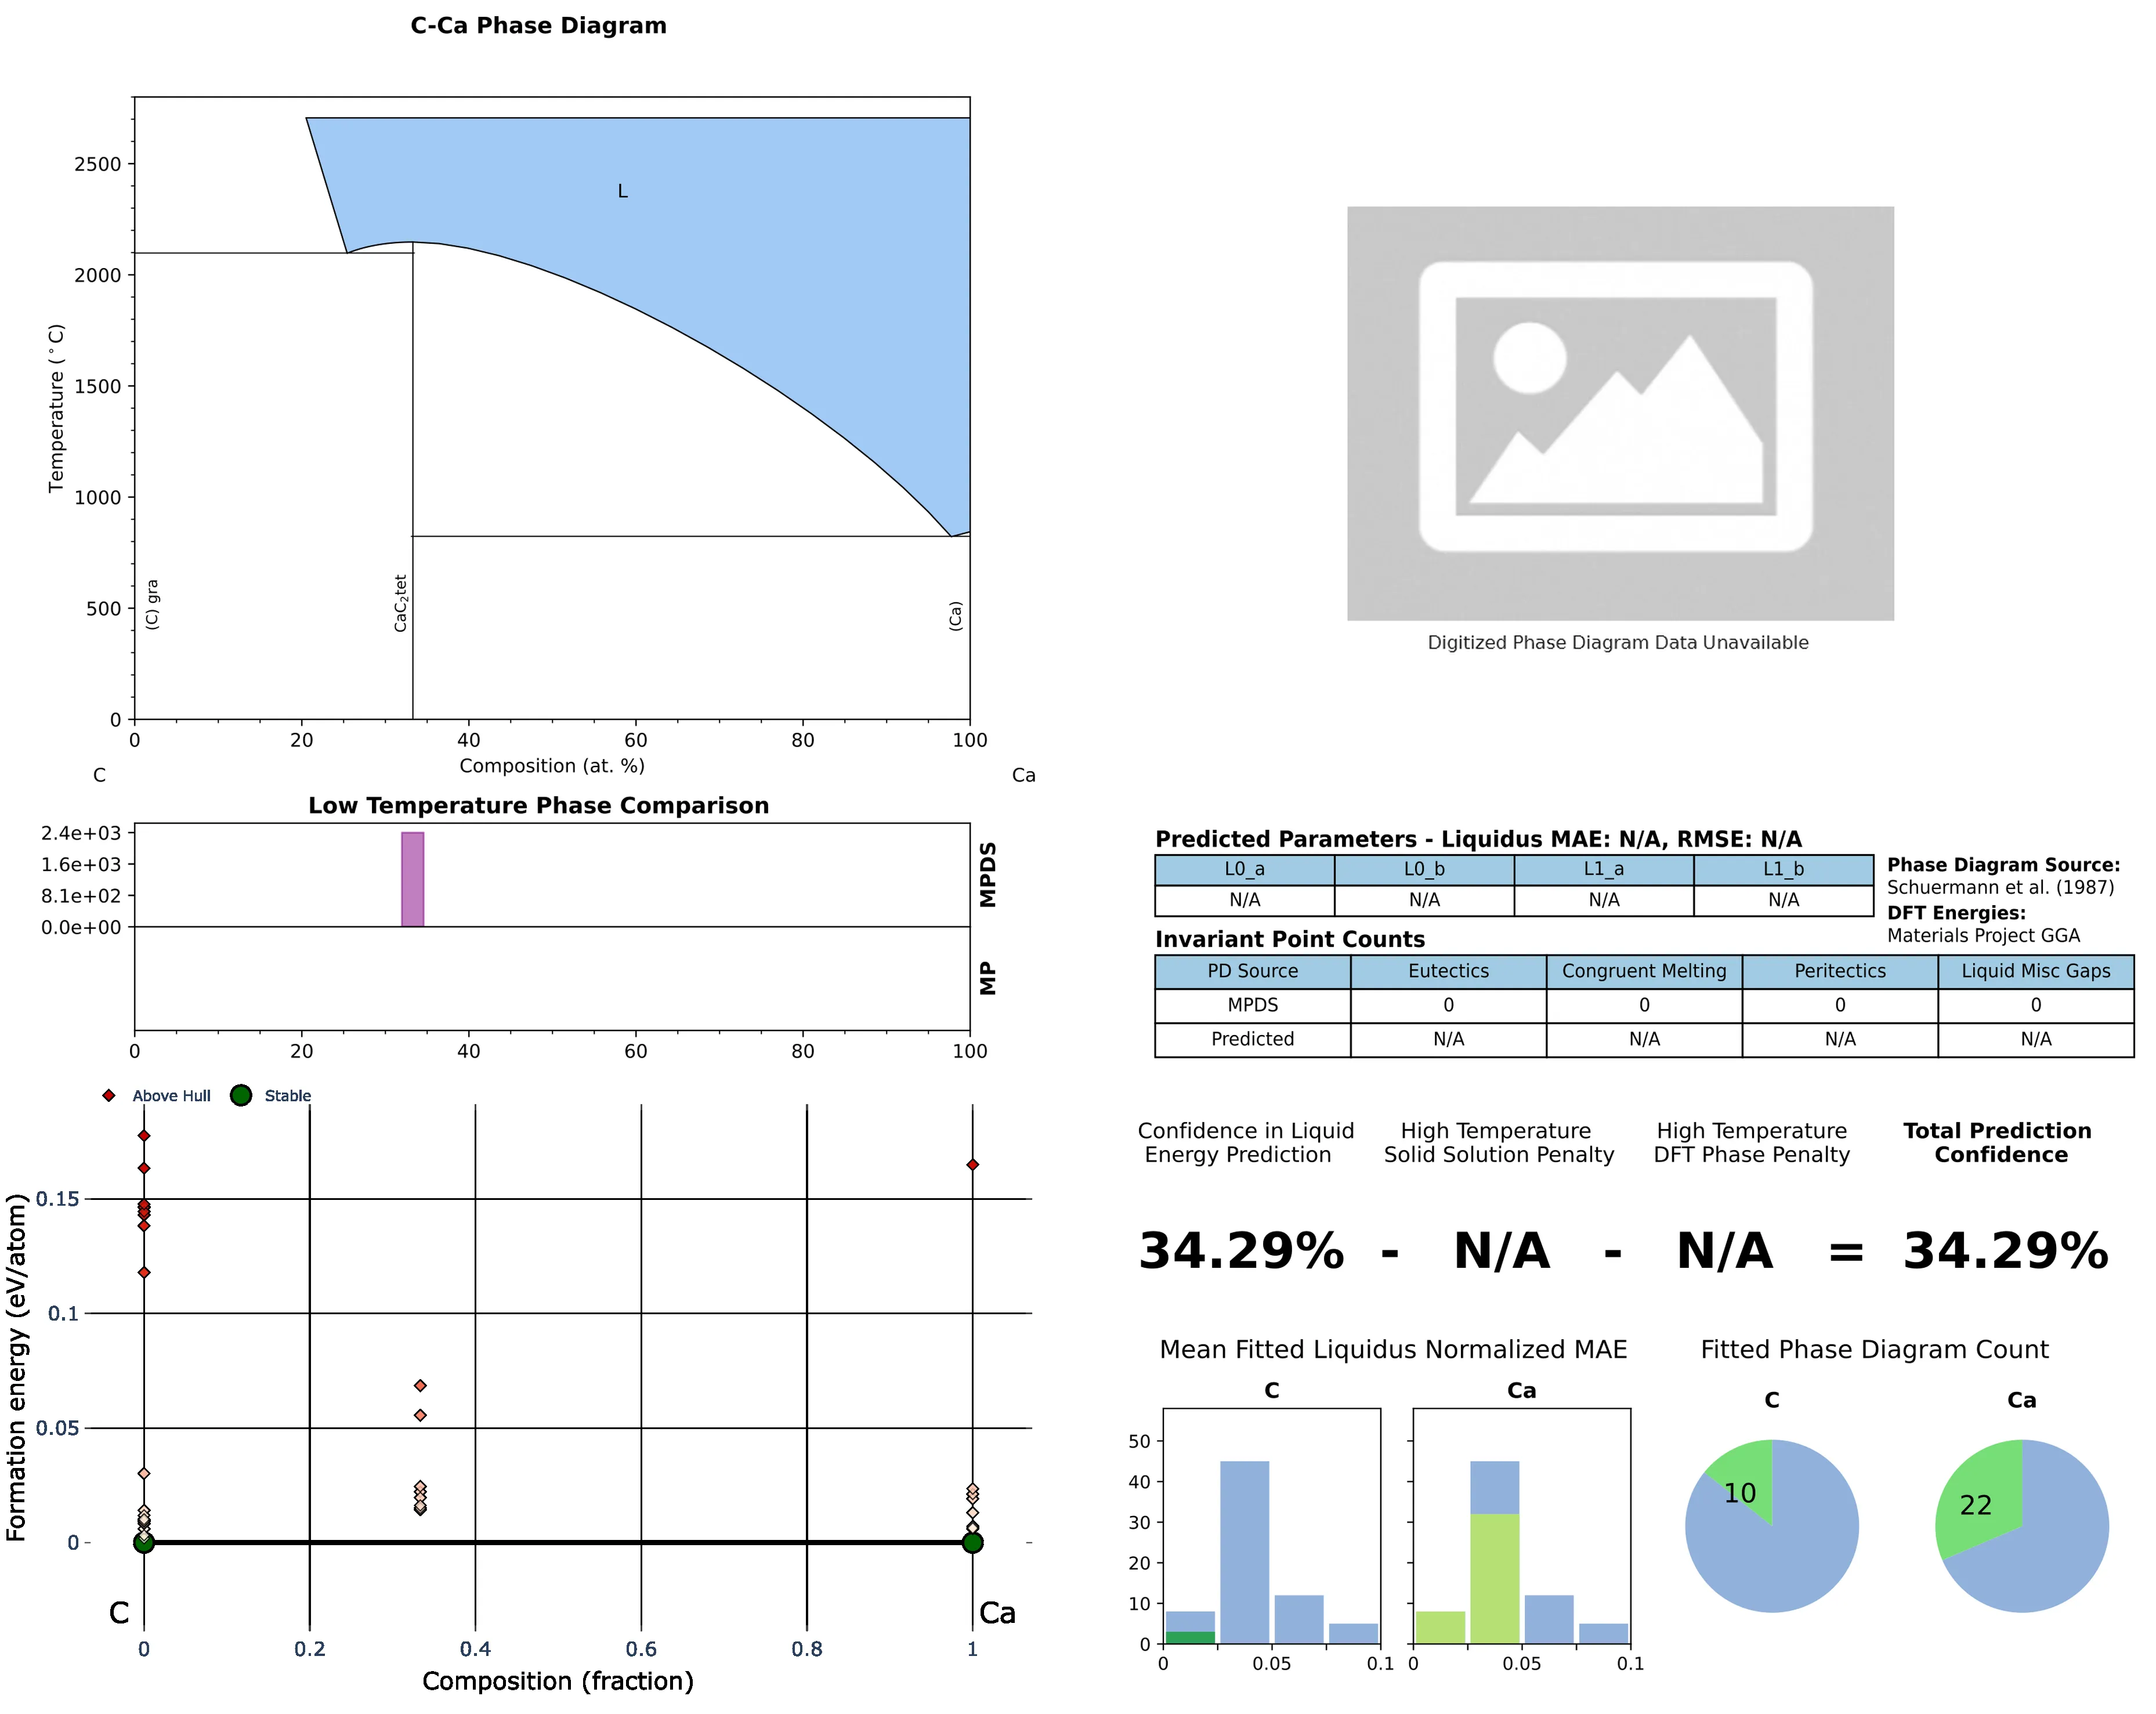 C-Ca Phase Diagram
2500
2000
1500
1000
500
0
Temperature (°C)
L
(C) gra
CaC₂tet
(Ca)
0 20 40 60 80 100
Composition (at. %)
C Ca
Digitized Phase Diagram Data Unavailable
Low Temperature Phase Comparison
2.4e+03
1.6e+03
8.1e+02
0.0e+00
MPDS
MP
0 20 40 60 80 100
Predicted Parameters - Liquidus MAE: N/A, RMSE: N/A
L0_a L0_b L1_a L1_b
N/A N/A N/A N/A
Phase Diagram Source:
Schuermann et al. (1987)
DFT Energies:
Materials Project GGA
Invariant Point Counts
PD Source Eutectics Congruent Melting Peritectics Liquid Misc Gaps
MPDS 0 0 0 0
Predicted N/A N/A N/A N/A
Above Hull Stable
0.15
0.1
0.05
0
Formation energy (eV/atom)
C Ca
0 0.2 0.4 0.6 0.8 1
Composition (fraction)
Confidence in Liquid
Energy Prediction
High Temperature
Solid Solution Penalty
High Temperature
DFT Phase Penalty
Total Prediction
Confidence
34.29% - N/A - N/A = 34.29%
Mean Fitted Liquidus Normalized MAE
C Ca
50
40
30
20
10
0
0 0.05 0.1 0 0.05 0.1
Fitted Phase Diagram Count
C Ca
10 22